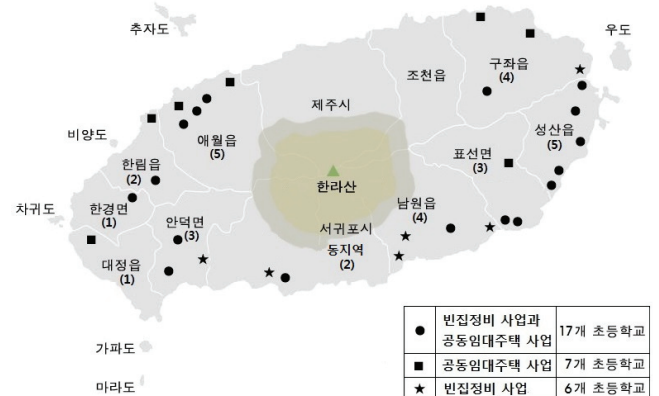 추자도
우도
구좌읍
(4)
조천읍
제주시
비양도
애월읍
(5)
성산읍
(5)
표선면
(3)
한림읍
(2)
한라산
차귀도
한경면
(1)
안덕면
(3)
남원읍
(4)
서귀포시
동지역
(2)
대정읍
(1)
가파도
마라도
● 빈집정비 사업과 공동임대주택 사업 17개 초등학교
■ 공동임대주택 사업 7개 초등학교
★ 빈집정비 사업 6개 초등학교